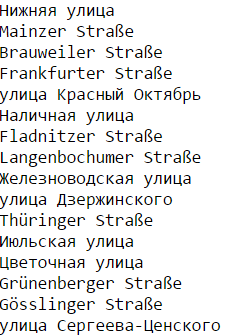 Нижняя улица
Mainzer Straße
Brauweiler Straße
Frankfurter Straße
улица Красный Октябрь
Наличная улица
Fladnitzer Straße
Langenbochumer Straße
Железноводская улица
улица Дзержинского
Thüringer Straße
Июльская улица
Цветочная улица
Grünenberger Straße
Gösslinger Straße
улица Сергеева-Ценского